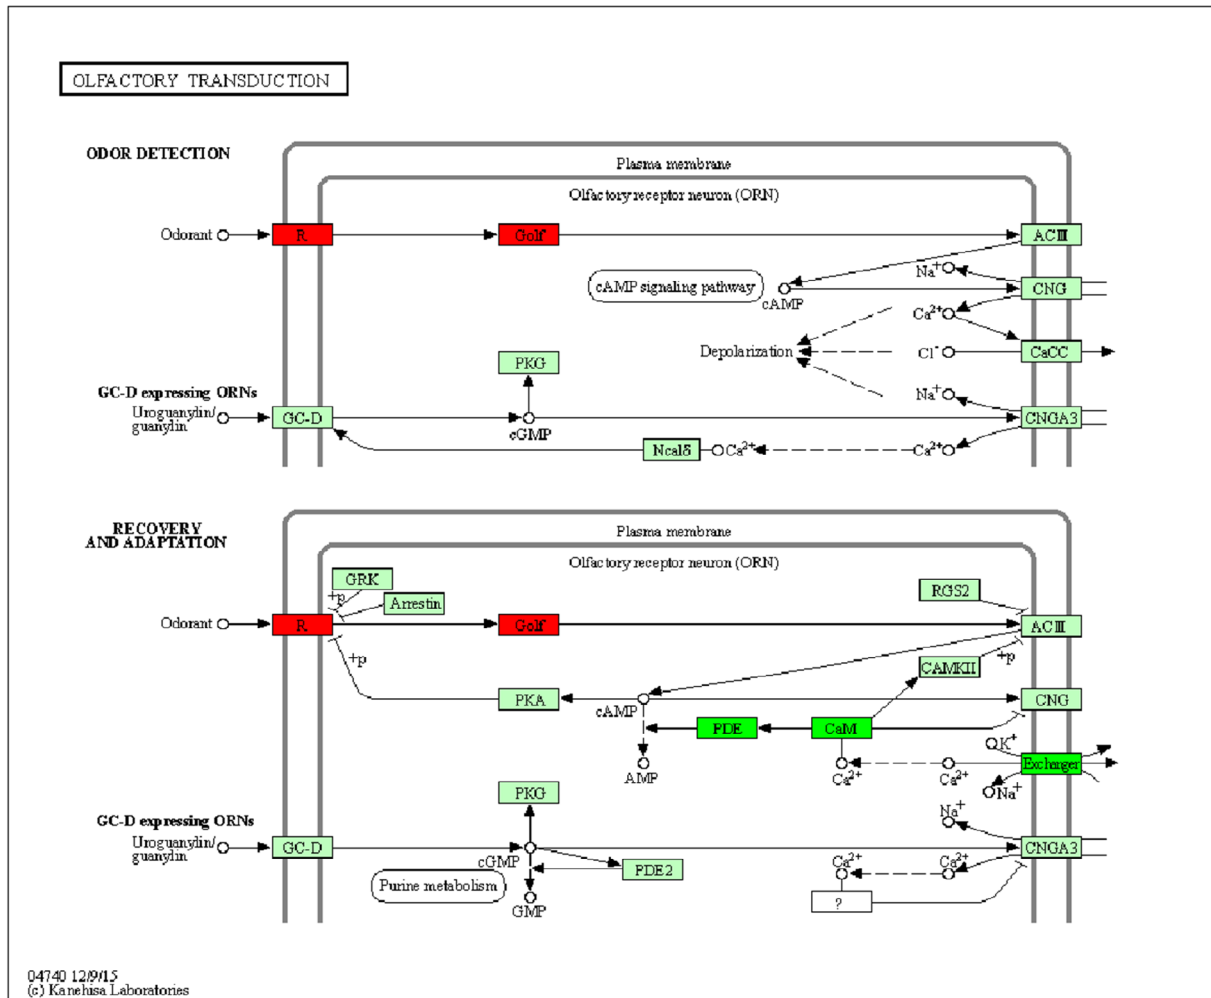 OLFACTORY TRANSDUCTION
ODOR DETECTION
Plasma membrane
Olfactory receptor neuron (ORN)
Odorant
R
Golf
ACIII
Na+
cAMP signaling pathway
cAMP
CNG
Ca2+
Depolarization
Cl-
CaCC
PKG
GC-D expressing ORNs
Na+
Uroguanylin/
guanylin
GC-D
cGMP
CNGA3
Ncalδ
Ca2+
Ca2+
RECOVERY
AND ADAPTATION
Plasma membrane
Olfactory receptor neuron (ORN)
GRK
+p
Arrestin
RGS2
Odorant
R
Golf
ACIII
+p
+p
CAMKII
PKA
cAMP
CNG
PDE
CaM
K+
AMP
Ca2+
Ca2+
Exchanger
Na+
PKG
Na+
GC-D expressing ORNs
Uroguanylin/
guanylin
GC-D
cGMP
CNGA3
Ca2+
Ca2+
PDE2
Purine metabolism
GMP
?
04740 12/9/15
(c) Kanehisa Laboratories